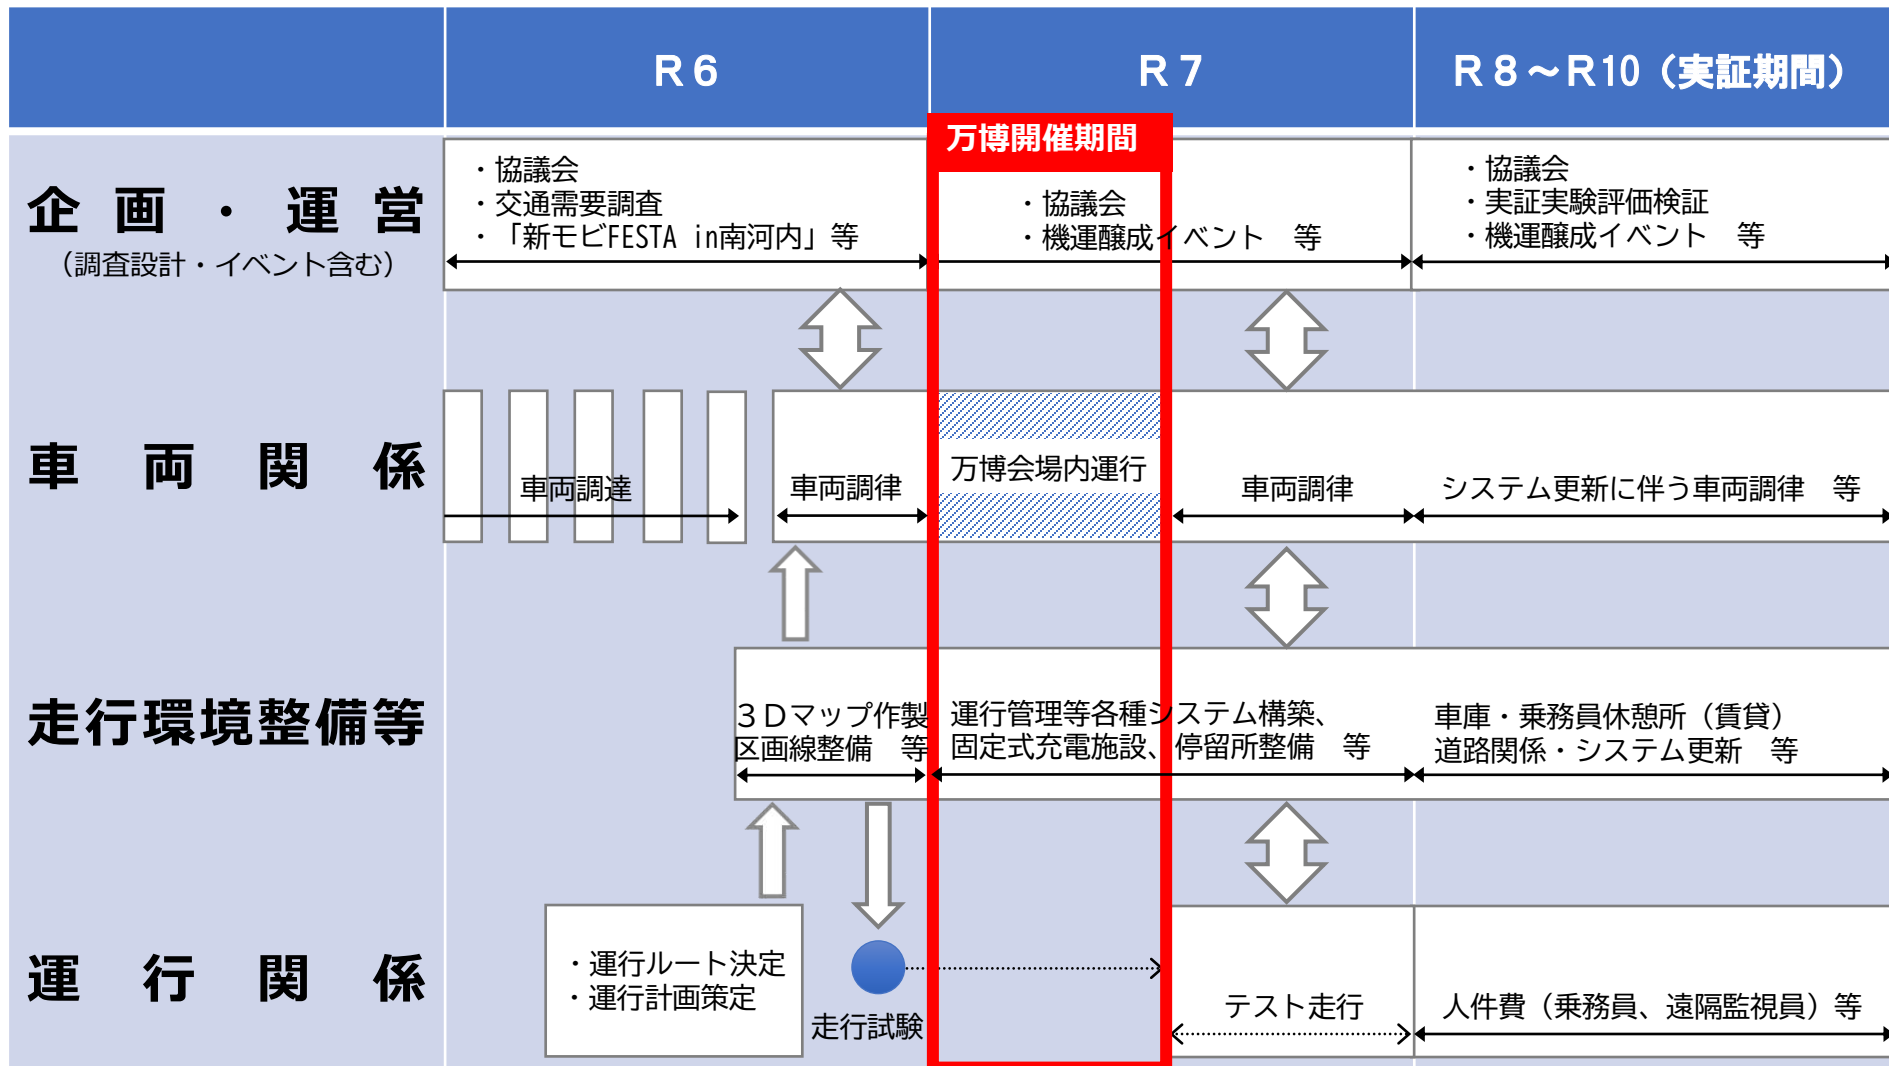 R6
R7
R8～R10（実証期間）
万博開催期間
企画・運営
（調査設計・イベント含む）
・協議会
・交通需要調査
・「新モビFESTA in南河内」等
・協議会
・機運醸成イベント　等
・協議会
・実証実験評価検証
・機運醸成イベント　等
車両関係
車両調達
車両調律
万博会場内運行
車両調律
システム更新に伴う車両調律　等
走行環境整備等
３Ｄマップ作製
区画線整備　等
運行管理等各種システム構築、
固定式充電施設、停留所整備　等
車庫・乗務員休憩所（賃貸）
道路関係・システム更新　等
運行関係
・運行ルート決定
・運行計画策定
走行試験
テスト走行
人件費（乗務員、遠隔監視員）等